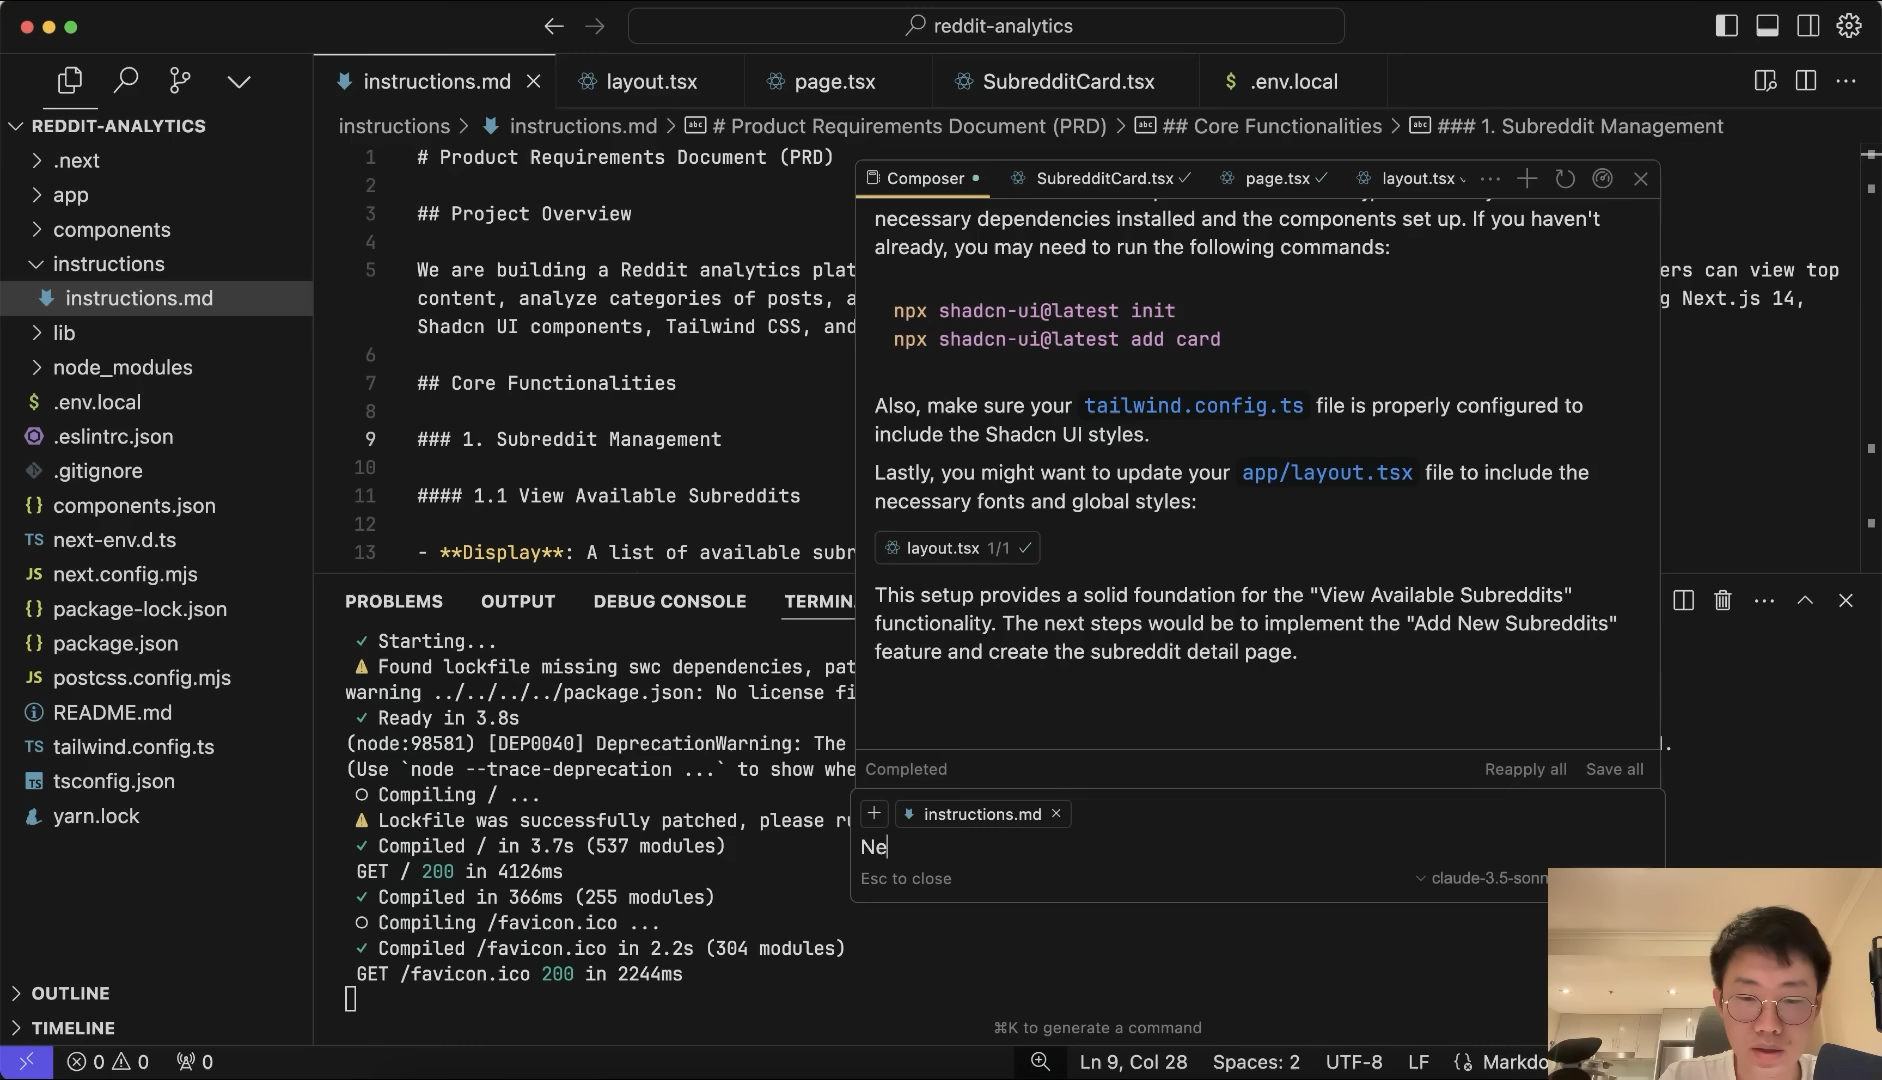 reddit-analytics
instructions.md
layout.tsx
page.tsx
SubredditCard.tsx
$ .env.local
REDDIT-ANALYTICS
.next
app
components
instructions
instructions.md
lib
node_modules
$ .env.local
.eslintrc.json
.gitignore
{} components.json
TS next-env.d.ts
JS next.config.mjs
{} package-lock.json
{} package.json
JS postcss.config.mjs
README.md
TS tailwind.config.ts
TS tsconfig.json
yarn.lock
OUTLINE
TIMELINE
instructions > instructions.md > abc # Product Requirements Document (PRD) > abc ## Core Functionalities > abc ### 1. Subreddit Management
1 # Product Requirements Document (PRD)
2
3 ## Project Overview
4
5 We are building a Reddit analytics plat
ers can view top
content, analyze categories of posts, a
g Next.js 14,
Shadcn UI components, Tailwind CSS, and
6
7 ## Core Functionalities
8
9 ### 1. Subreddit Management
10
11 #### 1.1 View Available Subreddits
12
13 - **Display**: A list of available subr
Composer
SubredditCard.tsx
page.tsx
layout.tsx
necessary dependencies installed and the components set up. If you haven't
already, you may need to run the following commands:
npx shadcn-ui@latest init
npx shadcn-ui@latest add card
Also, make sure your tailwind.config.ts file is properly configured to
include the Shadcn UI styles.
Lastly, you might want to update your app/layout.tsx file to include the
necessary fonts and global styles:
layout.tsx 1/1
This setup provides a solid foundation for the "View Available Subreddits"
functionality. The next steps would be to implement the "Add New Subreddits"
feature and create the subreddit detail page.
Completed
Reapply all
Save all
+ instructions.md ×
Ne
Esc to close
claude-3.5-sonn
PROBLEMS
OUTPUT
DEBUG CONSOLE
TERMIN
✓ Starting...
⚠ Found lockfile missing swc dependencies, pat
warning ../../../../package.json: No license fi
✓ Ready in 3.8s
(node:98581) [DEP0040] DeprecationWarning: The
(Use `node --trace-deprecation ...` to show whe
○ Compiling / ...
⚠ Lockfile was successfully patched, please ru
✓ Compiled / in 3.7s (537 modules)
GET / 200 in 4126ms
✓ Compiled in 366ms (255 modules)
○ Compiling /favicon.ico ...
✓ Compiled /favicon.ico in 2.2s (304 modules)
GET /favicon.ico 200 in 2244ms
⌘K to generate a command
0 0 0
Ln 9, Col 28
Spaces: 2
UTF-8
LF
{} Markdo